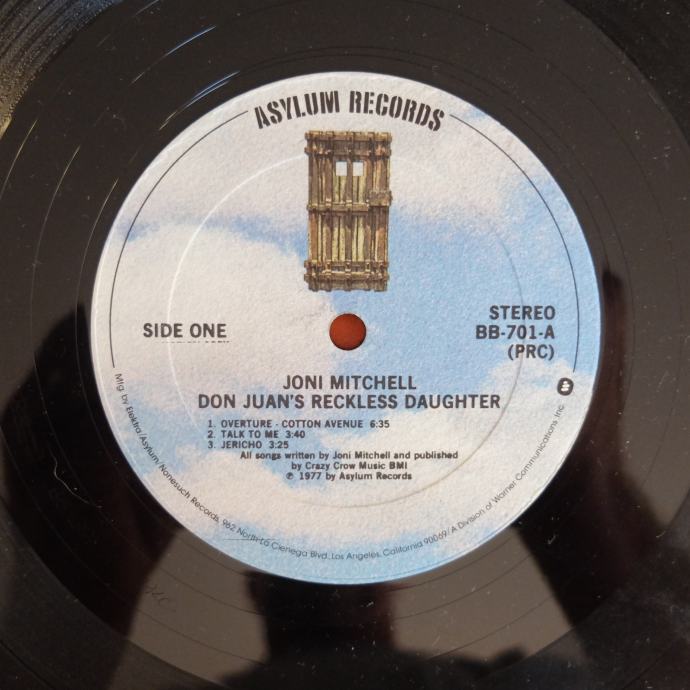 ASYLUM RECORDS
SIDE ONE
STEREO
BB-701-A
(PRC)
JONI MITCHELL
DON JUAN'S RECKLESS DAUGHTER
1. OVERTURE - COTTON AVENUE 6:35
2. TALK TO ME 3:40
3. JERICHO 3:25
All songs written by Joni Mitchell and published
by Crazy Crow Music BMI
℗ 1977 by Asylum Records
Mfg. by Elektra/Asylum/Nonesuch Records, 962 North La Cienega Blvd., Los Angeles, California 90069/A Division of Warner Communications Inc.